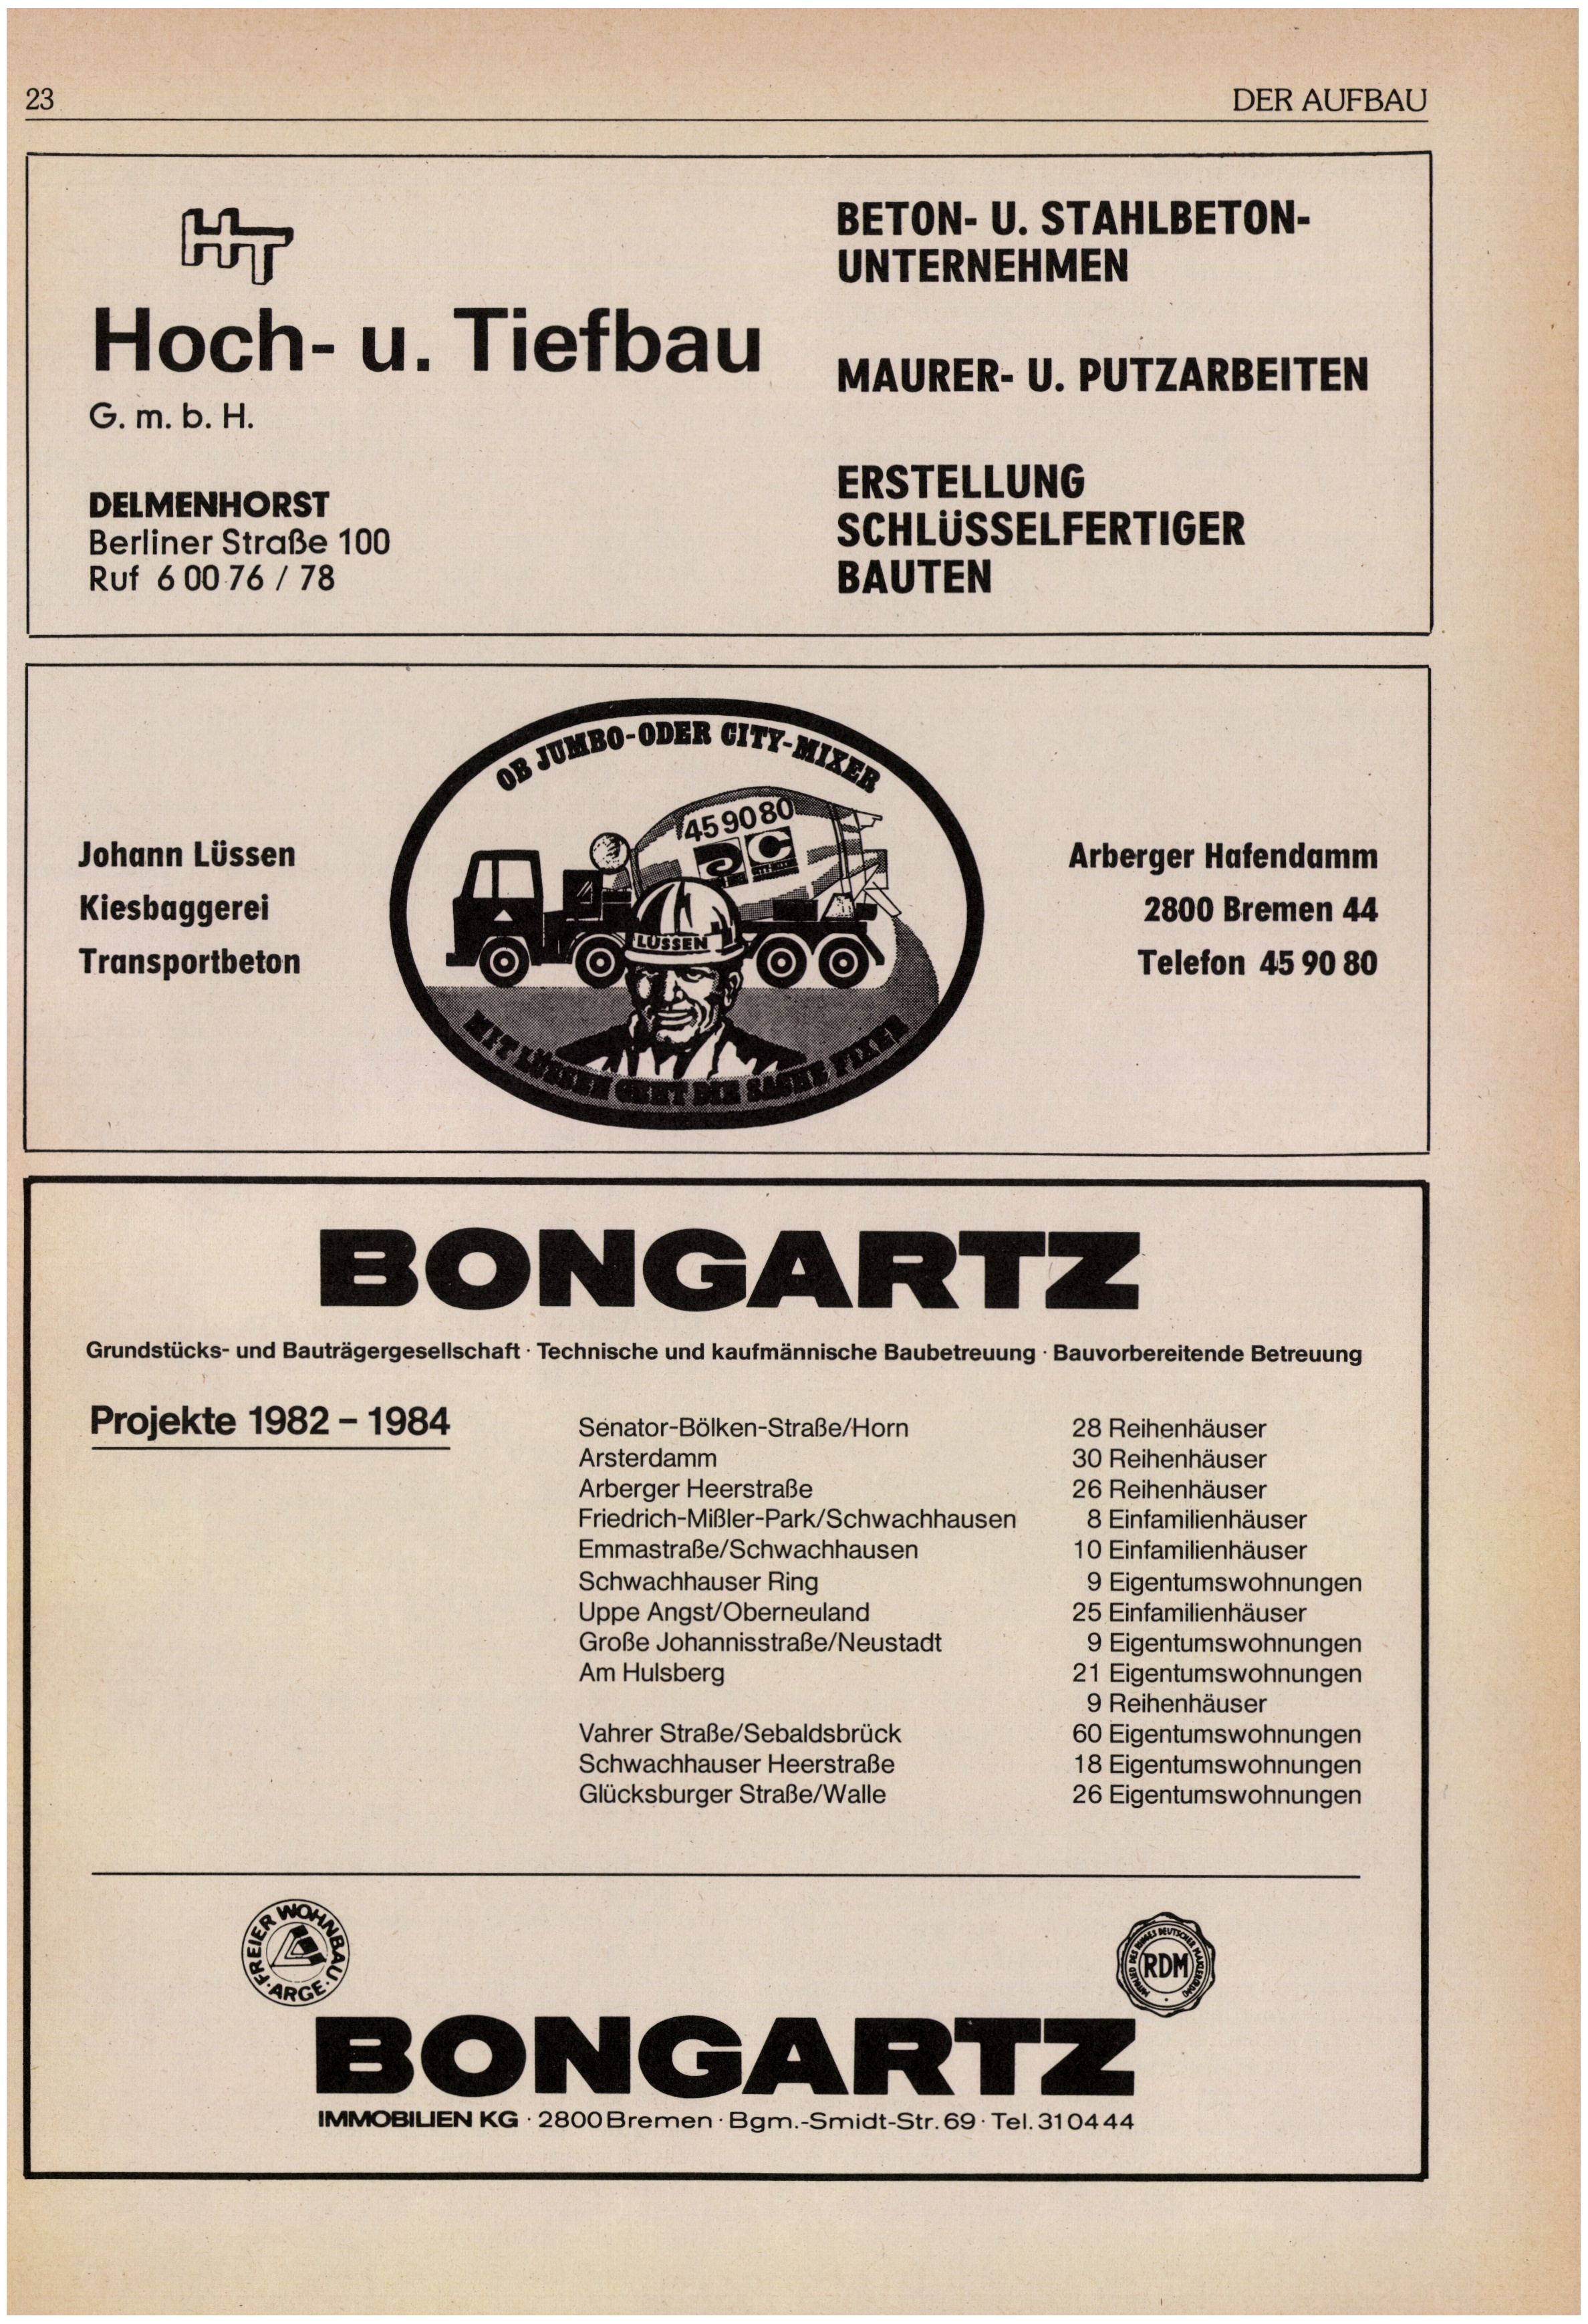 23
DER AUFBAU
HT
Hoch- u. Tiefbau
G. m. b. H.
DELMENHORST
Berliner Straße 100
Ruf 6 00 76 / 78
BETON- U. STAHLBETON-
UNTERNEHMEN
MAURER- U. PUTZARBEITEN
ERSTELLUNG
SCHLÜSSELFERTIGER
BAUTEN
Johann Lüssen
Kiesbaggerei
Transportbeton
OB JUMBO-ODER CITY-MIXER
45 90 80
LÜSSEN
MIT LÜSSEN GEHT DIE SACHE FIXER
Arberger Hafendamm
2800 Bremen 44
Telefon 45 90 80
BONGARTZ
Grundstücks- und Bauträgergesellschaft · Technische und kaufmännische Baubetreuung · Bauvorbereitende Betreuung
Projekte 1982 – 1984
Senator-Bölken-Straße/Horn 28 Reihenhäuser
Arsterdamm 30 Reihenhäuser
Arberger Heerstraße 26 Reihenhäuser
Friedrich-Mißler-Park/Schwachhausen 8 Einfamilienhäuser
Emmastraße/Schwachhausen 10 Einfamilienhäuser
Schwachhauser Ring 9 Eigentumswohnungen
Uppe Angst/Oberneuland 25 Einfamilienhäuser
Große Johannisstraße/Neustadt 9 Eigentumswohnungen
Am Hulsberg 21 Eigentumswohnungen
9 Reihenhäuser
Vahrer Straße/Sebaldsbrück 60 Eigentumswohnungen
Schwachhauser Heerstraße 18 Eigentumswohnungen
Glücksburger Straße/Walle 26 Eigentumswohnungen
FREIER WOHNBAU · ARGE ·
RDM
BONGARTZ
IMMOBILIEN KG · 2800 Bremen · Bgm.-Smidt-Str. 69 · Tel. 31 04 44